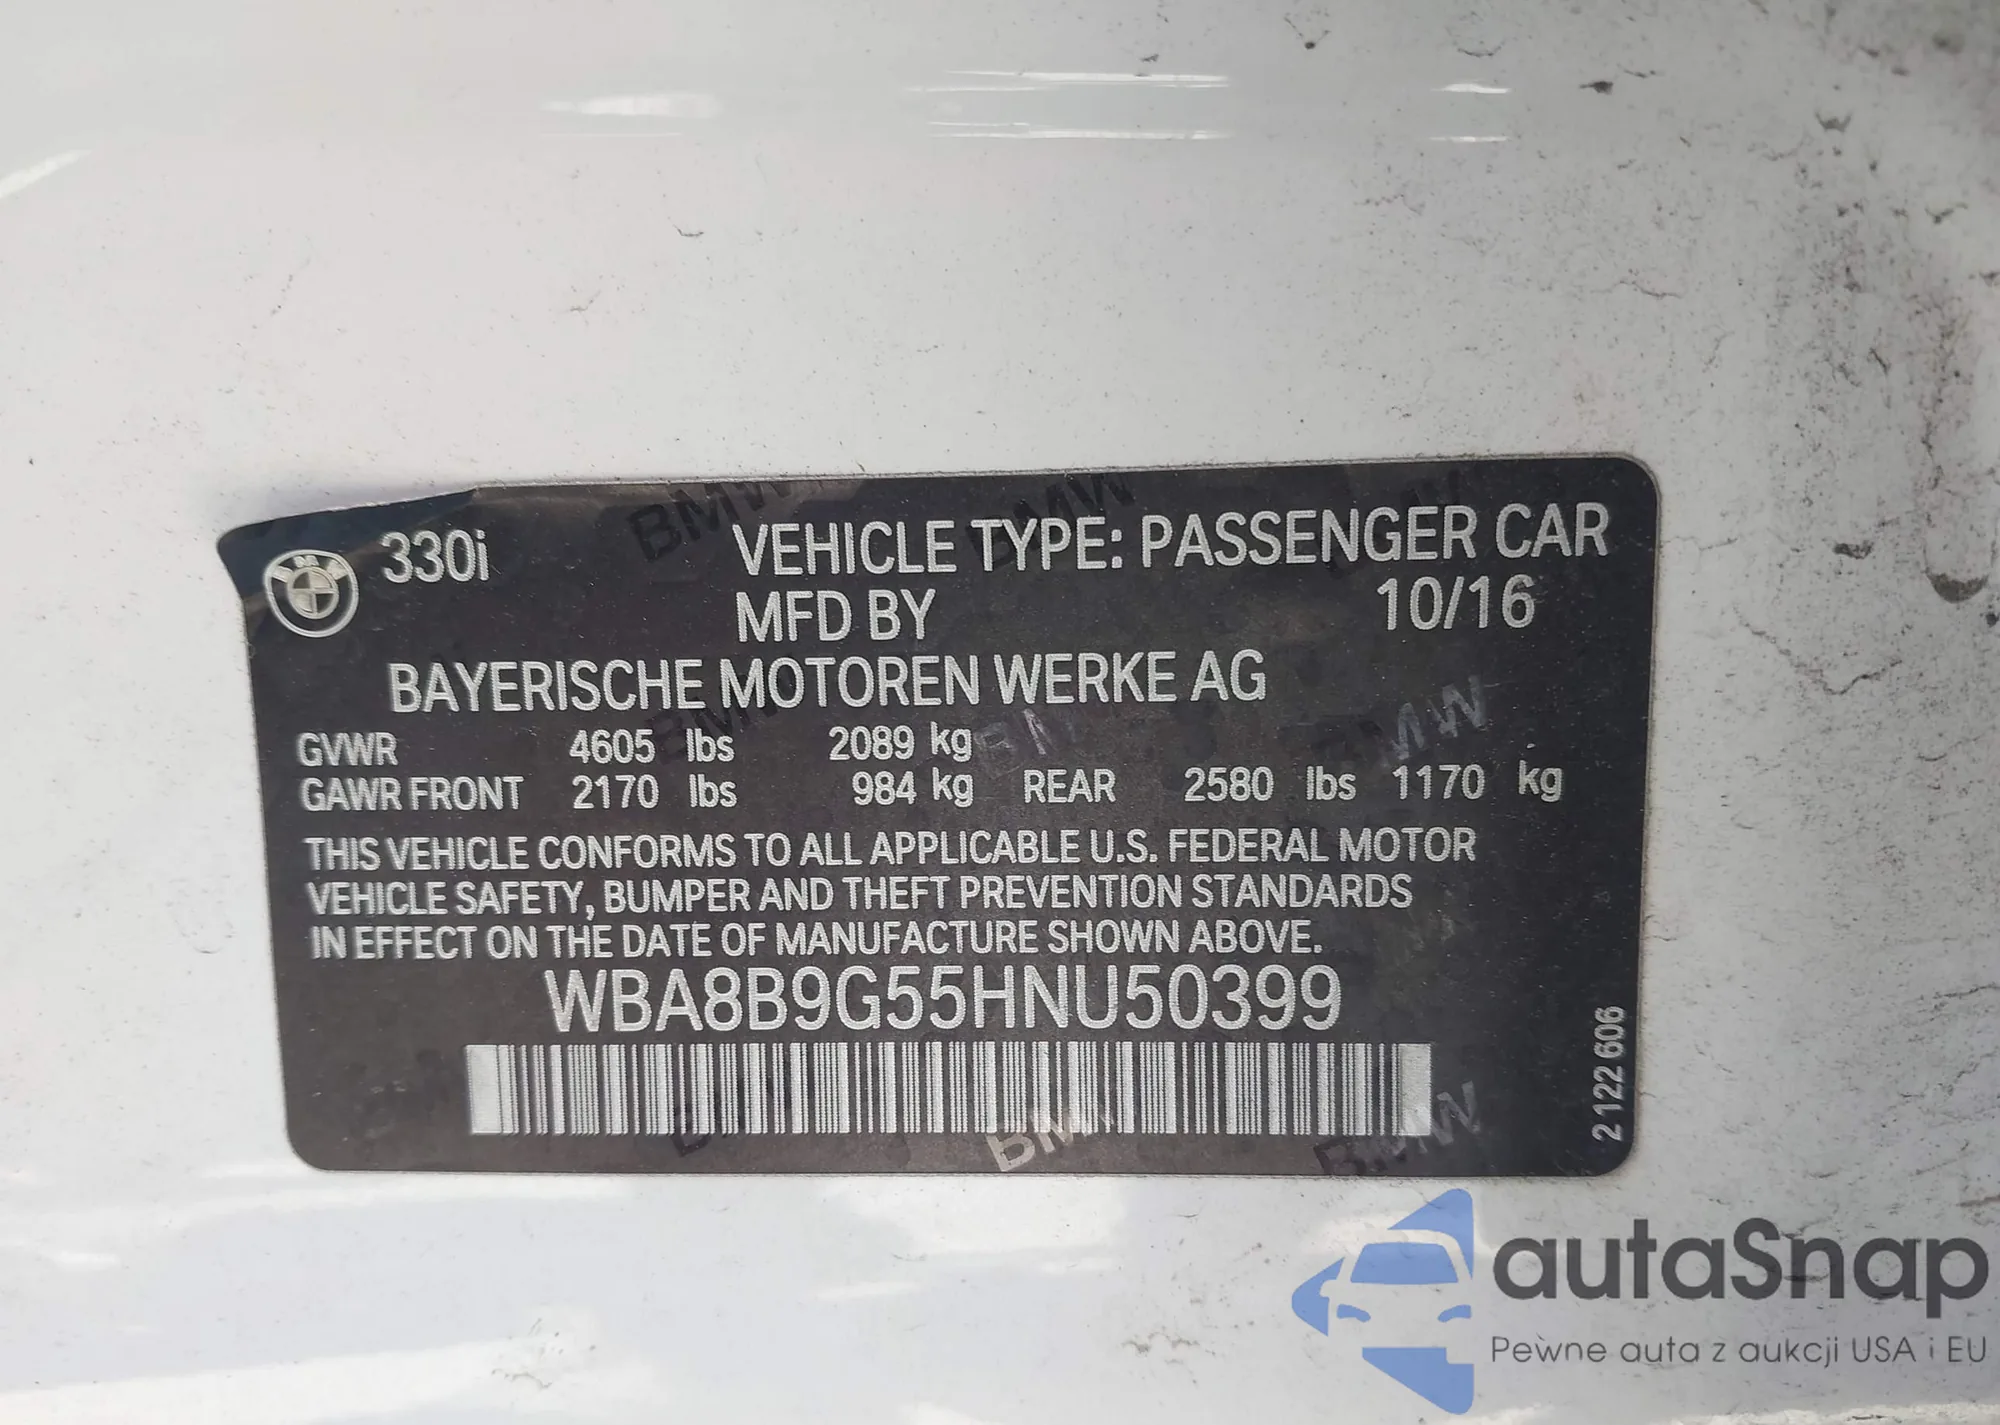 330i VEHICLE TYPE: PASSENGER CAR
MFD BY 10/16
BAYERISCHE MOTOREN WERKE AG
GVWR 4605 lbs 2089 kg
GAWR FRONT 2170 lbs 984 kg REAR 2580 lbs 1170 kg
THIS VEHICLE CONFORMS TO ALL APPLICABLE U.S. FEDERAL MOTOR
VEHICLE SAFETY, BUMPER AND THEFT PREVENTION STANDARDS
IN EFFECT ON THE DATE OF MANUFACTURE SHOWN ABOVE.
WBA8B9G55HNU50399
2 122 606
autaSnap
Pewne auta z aukcji USA i EU